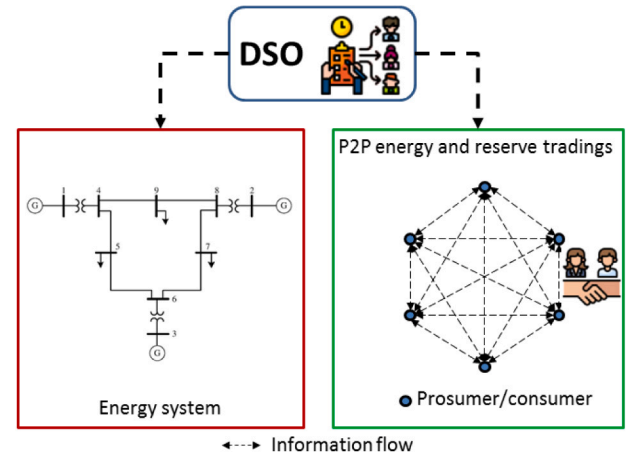 DSO
P2P energy and reserve tradings
1 4 9 8 2
G G
5 7
6
3
G
Energy system
Prosumer/consumer
Information flow